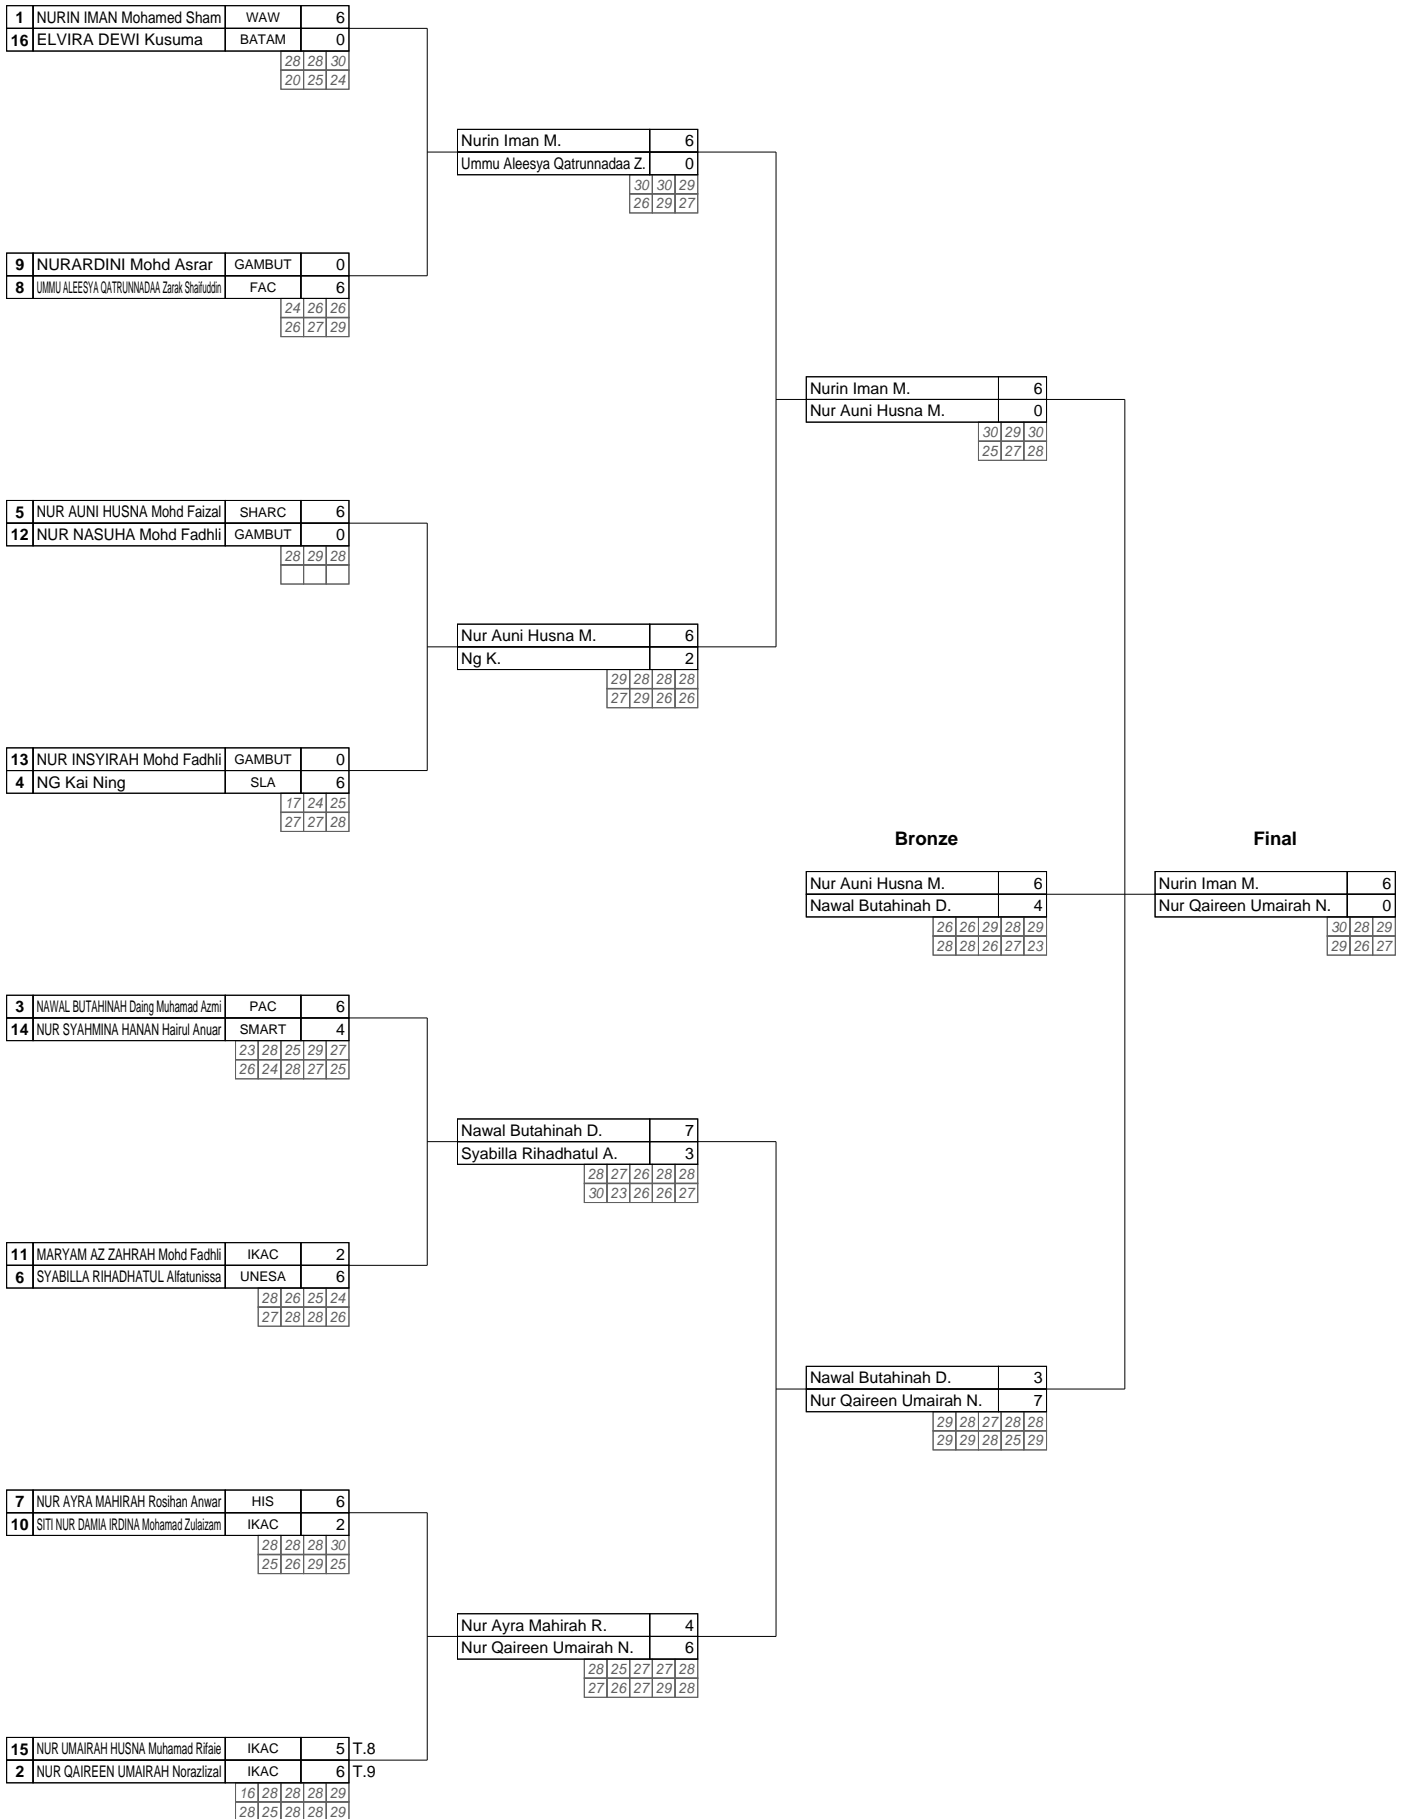 1 NURIN IMAN Mohamed Sham WAW 6
16 ELVIRA DEWI Kusuma BATAM 0
28 28 30
20 25 24
Nurin Iman M. 6
Ummu Aleesya Qatrunnadaa Z. 0
30 30 29
26 29 27
9 NURARDINI Mohd Asrar GAMBUT 0
8 UMMU ALEESYA QATRUNNADAA Zarak Shaifuddin FAC 6
24 26 26
26 27 29
Nurin Iman M. 6
Nur Auni Husna M. 0
30 29 30
25 27 28
5 NUR AUNI HUSNA Mohd Faizal SHARC 6
12 NUR NASUHA Mohd Fadhli GAMBUT 0
28 29 28
Nur Auni Husna M. 6
Ng K. 2
29 28 28 28
27 29 26 26
13 NUR INSYIRAH Mohd Fadhli GAMBUT 0
4 NG Kai Ning SLA 6
17 24 25
27 27 28
Bronze Final
Nur Auni Husna M. 6 Nurin Iman M. 6
Nawal Butahinah D. 4 Nur Qaireen Umairah N. 0
26 26 29 28 29 30 28 29
28 28 26 27 23 29 26 27
3 NAWAL BUTAHINAH Daing Muhamad Azmi PAC 6
14 NUR SYAHMINA HANAN Hairul Anuar SMART 4
23 28 25 29 27
26 24 28 27 25
Nawal Butahinah D. 7
Syabilla Rihadhatul A. 3
28 27 26 28 28
30 23 26 26 27
11 MARYAM AZ ZAHRAH Mohd Fadhli IKAC 2
6 SYABILLA RIHADHATUL Alfatunissa UNESA 6
28 26 25 24
27 28 28 26
Nawal Butahinah D. 3
Nur Qaireen Umairah N. 7
29 28 27 28 28
29 29 28 25 29
7 NUR AYRA MAHIRAH Rosihan Anwar HIS 6
10 SITI NUR DAMIA IRDINA Mohamad Zulaizam IKAC 2
28 28 28 30
25 26 29 25
Nur Ayra Mahirah R. 4
Nur Qaireen Umairah N. 6
28 25 27 27 28
27 26 27 29 28
15 NUR UMAIRAH HUSNA Muhamad Rifaie IKAC 5 T.8
2 NUR QAIREEN UMAIRAH Norazlizal IKAC 6 T.9
16 28 28 28 29
28 25 28 28 29